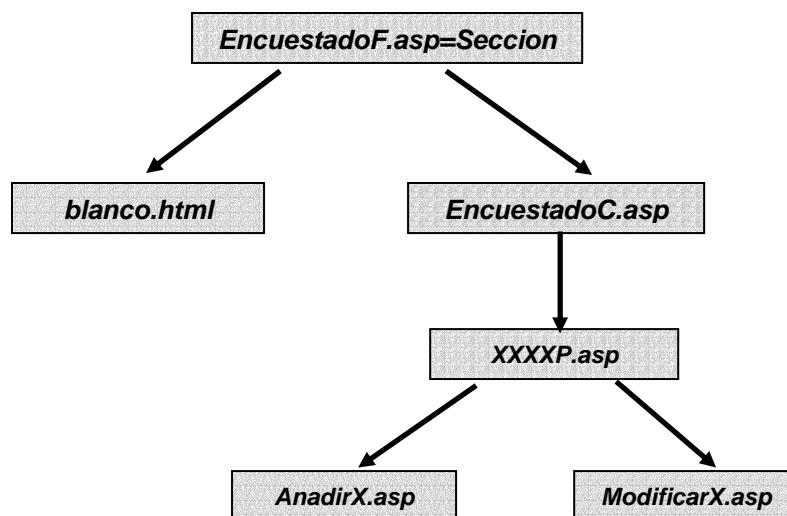 EncuestadoF.asp=Seccion
blanco.html
EncuestadoC.asp
XXXXP.asp
AnadirX.asp
ModificarX.asp